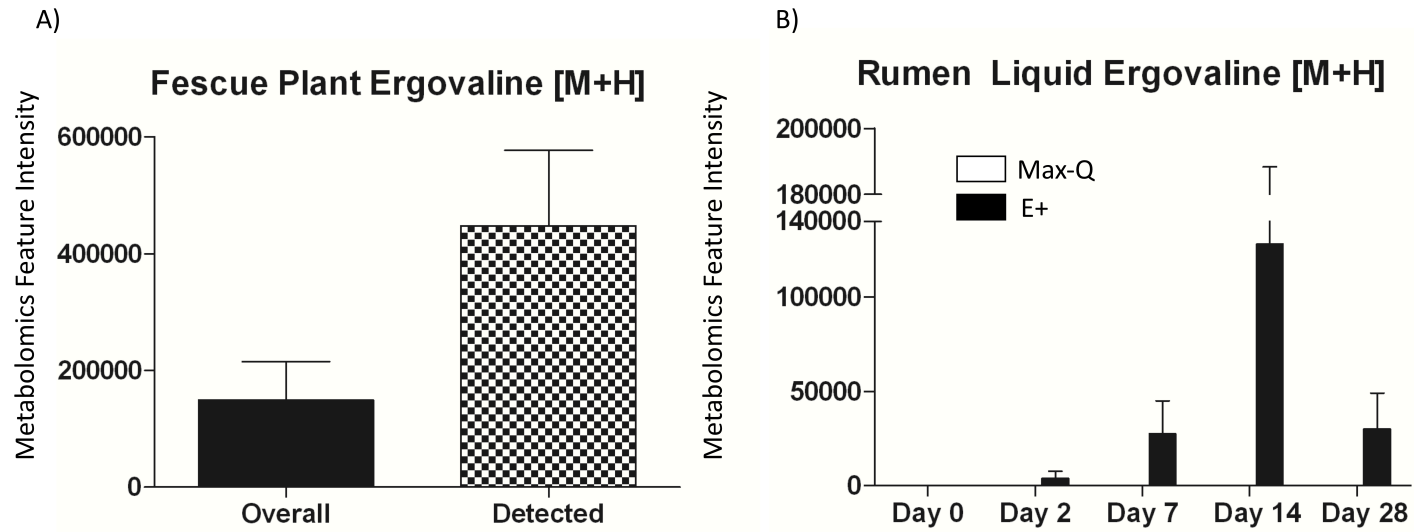 A)
Fescue Plant Ergovaline [M+H]
Metabolomics Feature Intensity
600000
400000
200000
0
Overall
Detected
B)
Rumen Liquid Ergovaline [M+H]
Metabolomics Feature Intensity
200000
180000
140000
100000
50000
0
Max-Q
E+
Day 0
Day 2
Day 7
Day 14
Day 28